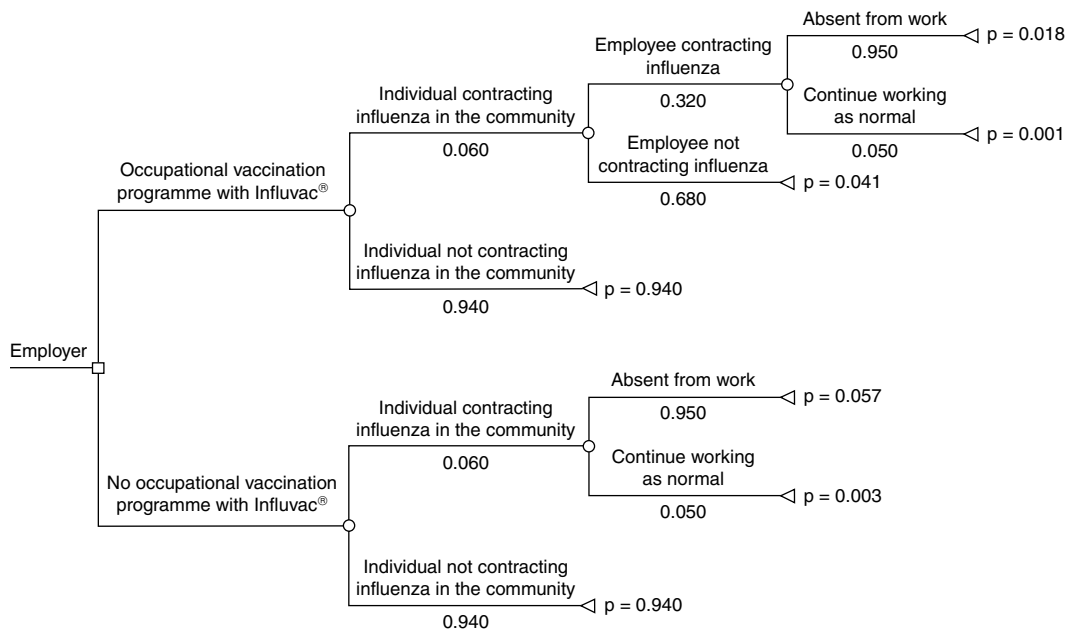 Absent from work
p = 0.018
0.950
Employee contracting
influenza
0.320
Continue working
as normal
p = 0.001
0.050
Individual contracting
influenza in the community
0.060
Employee not
contracting influenza
p = 0.041
0.680
Occupational vaccination
programme with Influvac®
Individual not contracting
influenza in the community
p = 0.940
0.940
Employer
Absent from work
p = 0.057
0.950
Individual contracting
influenza in the community
0.060
Continue working
as normal
p = 0.003
0.050
No occupational vaccination
programme with Influvac®
Individual not contracting
influenza in the community
p = 0.940
0.940